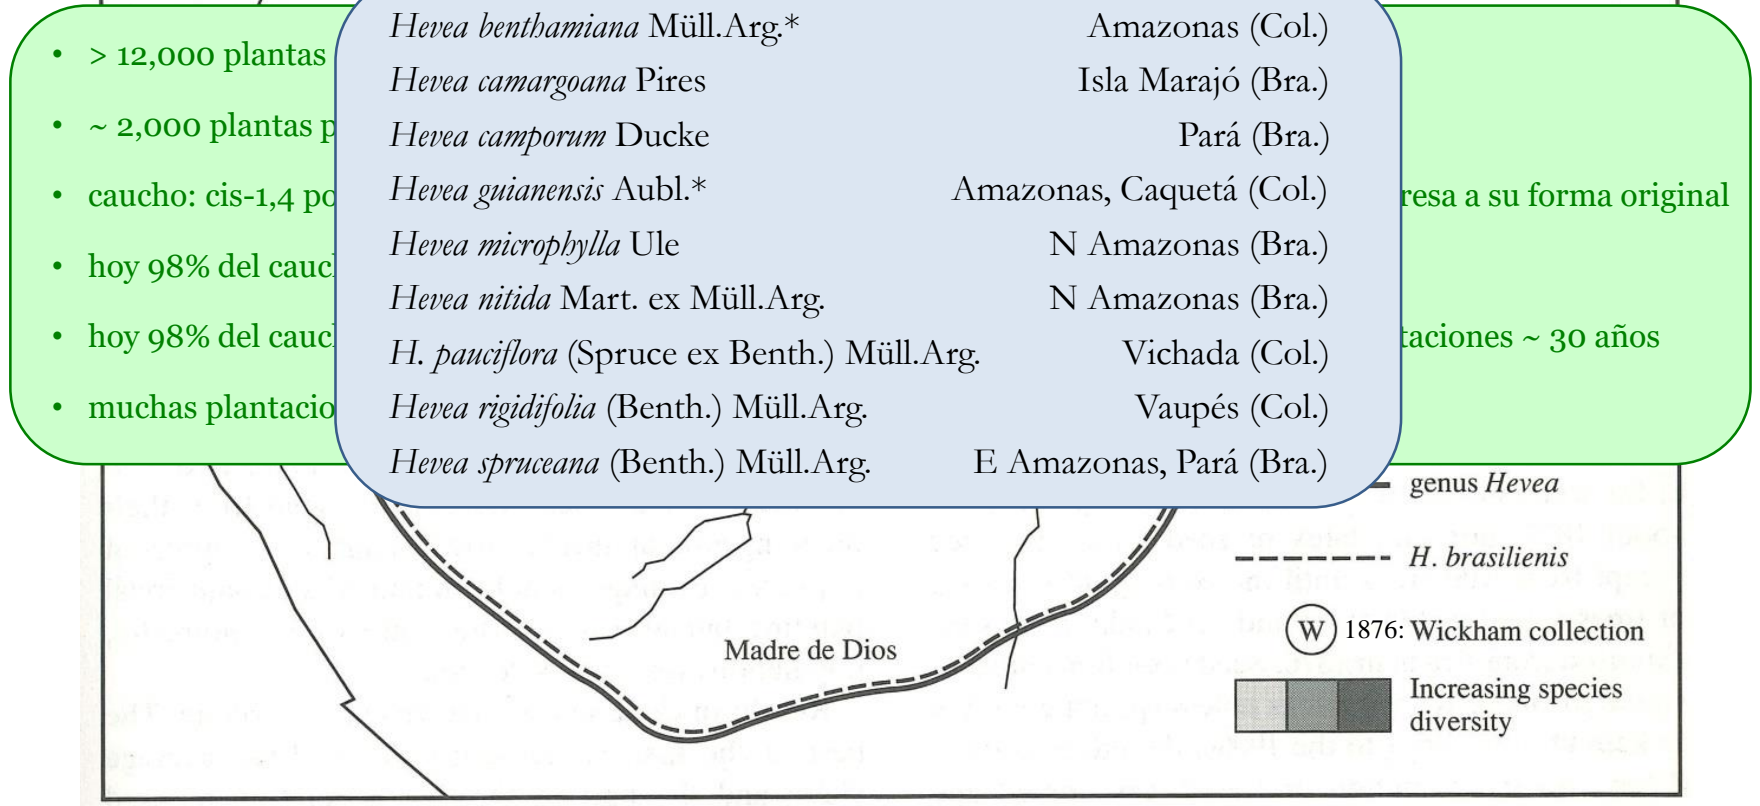 • > 12,000 plantas
• ~ 2,000 plantas p
• caucho: cis-1,4 po
resa a su forma original
• hoy 98% del cauc
• hoy 98% del cauc
taciones ~ 30 años
• muchas plantacio
Hevea benthamiana Müll.Arg.* Amazonas (Col.)
Hevea camargoana Pires Isla Marajó (Bra.)
Hevea camporum Ducke Pará (Bra.)
Hevea guianensis Aubl.* Amazonas, Caquetá (Col.)
Hevea microphylla Ule N Amazonas (Bra.)
Hevea nitida Mart. ex Müll.Arg. N Amazonas (Bra.)
H. pauciflora (Spruce ex Benth.) Müll.Arg. Vichada (Col.)
Hevea rigidifolia (Benth.) Müll.Arg. Vaupés (Col.)
Hevea spruceana (Benth.) Müll.Arg. E Amazonas, Pará (Bra.)
genus Hevea
H. brasilienis
W 1876: Wickham collection
Increasing species
diversity
Madre de Dios